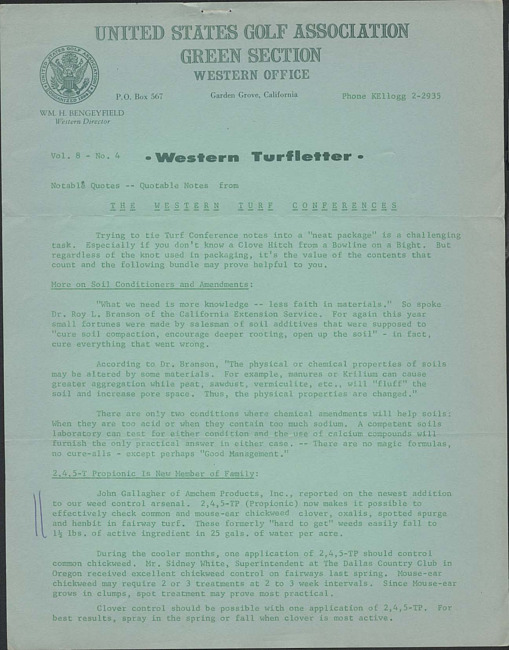 UNITED STATES GOLF ASSOCIATION
GREEN SECTION
WESTERN OFFICE
P.O. Box 567
Garden Grove, California
Phone KEllogg 2-2935
WM. H. BENGEYFIELD
Western Director
Vol. 8 - No. 4
• Western Turfletter •
Notable Quotes -- Quotable Notes from
THE WESTERN TURF CONFERENCES
Trying to tie Turf Conference notes into a "neat package" is a challenging
task. Especially if you don't know a Clove Hitch from a Bowline on a Bight. But
regardless of the knot used in packaging, it's the value of the contents that
count and the following bundle may prove helpful to you.
More on Soil Conditioners and Amendments:
"What we need is more knowledge -- less faith in materials." So spoke
Dr. Roy L. Branson of the California Extension Service. For again this year
small fortunes were made by salesman of soil additives that were supposed to
"cure soil compaction, encourage deeper rooting, open up the soil" - in fact,
cure everything that went wrong.
According to Dr. Branson, "The physical or chemical properties of soils
may be altered by some materials. For example, manures or Krilium can cause
greater aggregation while peat, sawdust, vermiculite, etc., will "fluff" the
soil and increase pore space. Thus, the physical properties are changed."
There are only two conditions where chemical amendments will help soils:
When they are too acid or when they contain too much sodium. A competent soils
laboratory can test for either condition and the use of calcium compounds will
furnish the only practical answer in either case. -- There are no magic formulas,
no cure-alls - except perhaps "Good Management."
2,4,5-T Propionic Is New Member of Family:
John Gallagher of Amchem Products, Inc., reported on the newest addition
to our weed control arsenal. 2,4,5-TP (Propionic) now makes it possible to
effectively check common and mouse-ear chickweed clover, oxalis, spotted spurge
and henbit in fairway turf. These formerly "hard to get" weeds easily fall to
1½ lbs. of active ingredient in 25 gals. of water per acre.
During the cooler months, one application of 2,4,5-TP should control
common chickweed. Mr. Sidney White, Superintendent at The Dallas Country Club in
Oregon received excellent chickweed control on fairways last spring. Mouse-ear
chickweed may require 2 or 3 treatments at 2 to 3 week intervals. Since Mouse-ear
grows in clumps, spot treatment may prove most practical.
Clover control should be possible with one application of 2,4,5-TP. For
best results, spray in the spring or fall when clover is most active.